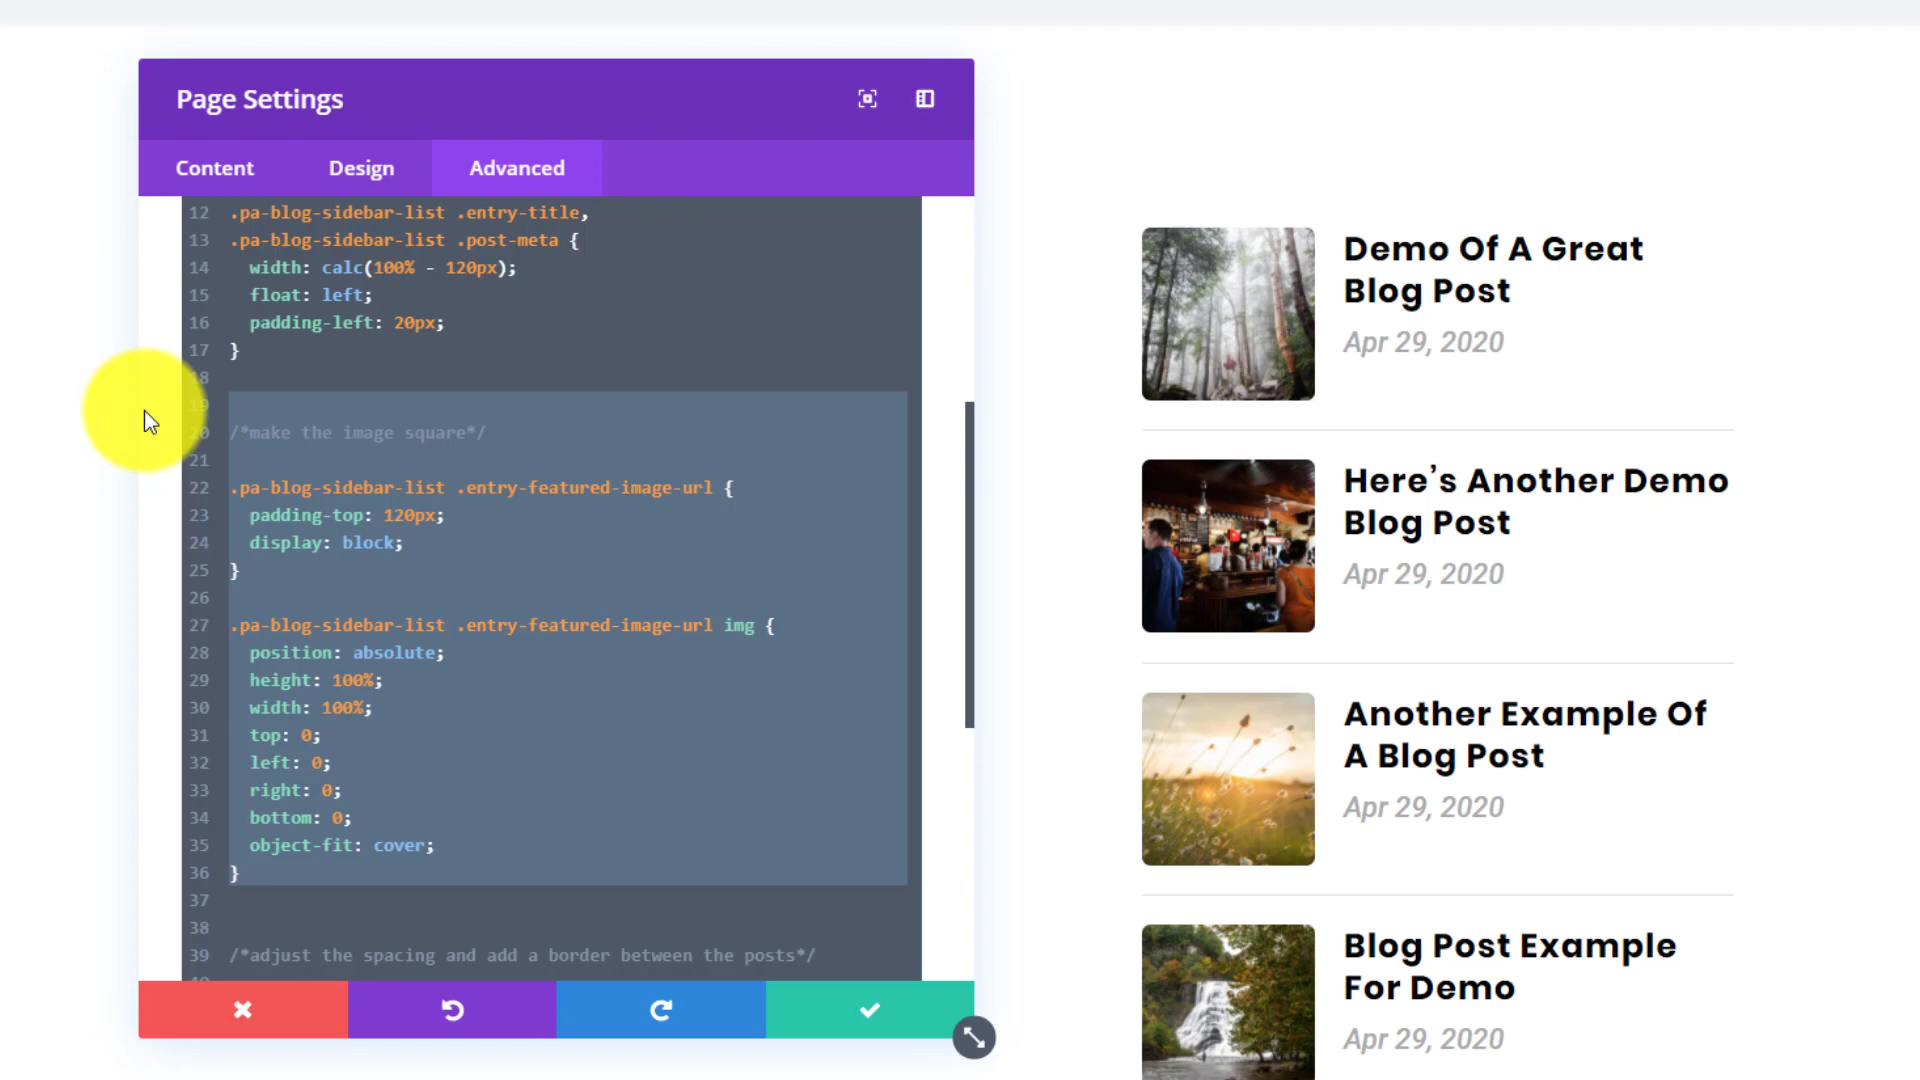 Page Settings
Content Design Advanced
12 .pa-blog-sidebar-list .entry-title,
13 .pa-blog-sidebar-list .post-meta {
14 width: calc(100% - 120px);
15 float: left;
16 padding-left: 20px;
17 }
18
19
20 /*make the image square*/
21
22 .pa-blog-sidebar-list .entry-featured-image-url {
23 padding-top: 120px;
24 display: block;
25 }
26
27 .pa-blog-sidebar-list .entry-featured-image-url img {
28 position: absolute;
29 height: 100%;
30 width: 100%;
31 top: 0;
32 left: 0;
33 right: 0;
34 bottom: 0;
35 object-fit: cover;
36 }
37
38
39 /*adjust the spacing and add a border between the posts*/
Demo Of A Great
Blog Post
Apr 29, 2020
Here’s Another Demo
Blog Post
Apr 29, 2020
Another Example Of
A Blog Post
Apr 29, 2020
Blog Post Example
For Demo
Apr 29, 2020